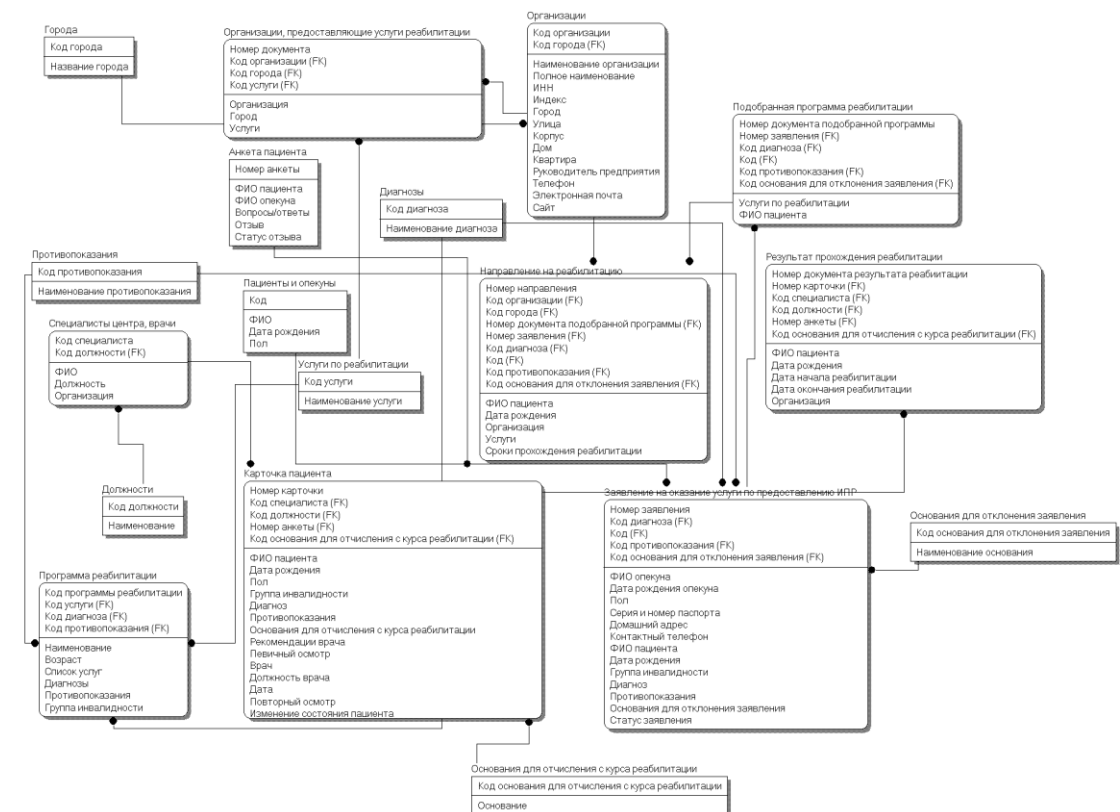 Города
Код города
Название города
Организации, предоставляющие услуги реабилитации
Номер документа
Код организации (FK)
Код города (FK)
Код услуги (FK)
Организация
Город
Услуги
Организации
Код организации
Код города (FK)
Наименование организации
Полное наименование
ИНН
Индекс
Город
Улица
Корпус
Дом
Квартира
Руководитель предприятия
Телефон
Электронная почта
Сайт
Подобранная программа реабилитации
Номер документа подобранной программы
Номер заявления (FK)
Код диагноза (FK)
Код (FK)
Код противопоказания (FK)
Код основания для отклонения заявления (FK)
Услуги по реабилитации
ФИО пациента
Анкета пациента
Номер анкеты
ФИО пациента
ФИО опекуна
Вопросы/ответы
Отзыв
Статус отзыва
Диагнозы
Код диагноза
Наименование диагноза
Противопоказания
Код противопоказания
Наименование противопоказания
Пациенты и опекуны
Код
ФИО
Дата рождения
Пол
Направление на реабилитацию
Номер направления
Код организации (FK)
Код города (FK)
Номер документа подобранной программы (FK)
Номер заявления (FK)
Код диагноза (FK)
Код (FK)
Код противопоказания (FK)
Код основания для отклонения заявления (FK)
ФИО пациента
Дата рождения
Организация
Услуги
Сроки прохождения реабилитации
Результат прохождения реабилитации
Номер документа результата реабиитации
Номер карточки (FK)
Код специалиста (FK)
Код должности (FK)
Номер анкеты (FK)
Код основания для отчисления с курса реабилитации (FK)
ФИО пациента
Дата рождения
Дата начала реабилитации
Дата окончания реабилитации
Организация
Специалисты центра, врачи
Код специалиста
Код должности (FK)
ФИО
Должность
Организация
Услуги по реабилитации
Код услуги
Наименование услуги
Должности
Код должности
Наименование
Карточка пациента
Номер карточки
Код специалиста (FK)
Код должности (FK)
Номер анкеты (FK)
Код основания для отчисления с курса реабилитации (FK)
ФИО пациента
Дата рождения
Пол
Группа инвалидности
Диагноз
Противопоказания
Основания для отчисления с курса реабилитации
Рекомендации врача
Певичный осмотр
Врач
Должность врача
Дата
Повторный осмотр
Изменение состояния пациента
Заявление на оказание услуги по предоставлению ИПР
Номер заявления
Код диагноза (FK)
Код (FK)
Код противопоказания (FK)
Код основания для отклонения заявления (FK)
ФИО опекуна
Дата рождения опекуна
Пол
Серия и номер паспорта
Домашний адрес
Контактный телефон
ФИО пациента
Дата рождения
Группа инвалидности
Диагноз
Противопоказания
Основания для отклонения заявления
Статус заявления
Основания для отклонения заявления
Код основания для отклонения заявления
Наименование основания
Программа реабилитации
Код программы реабилитации
Код услуги (FK)
Код диагноза (FK)
Код противопоказания (FK)
Наименование
Возраст
Список услуг
Диагнозы
Противопоказания
Группа инвалидности
Основания для отчисления с курса реабилитации
Код основания для отчисления с курса реабилитации
Основание